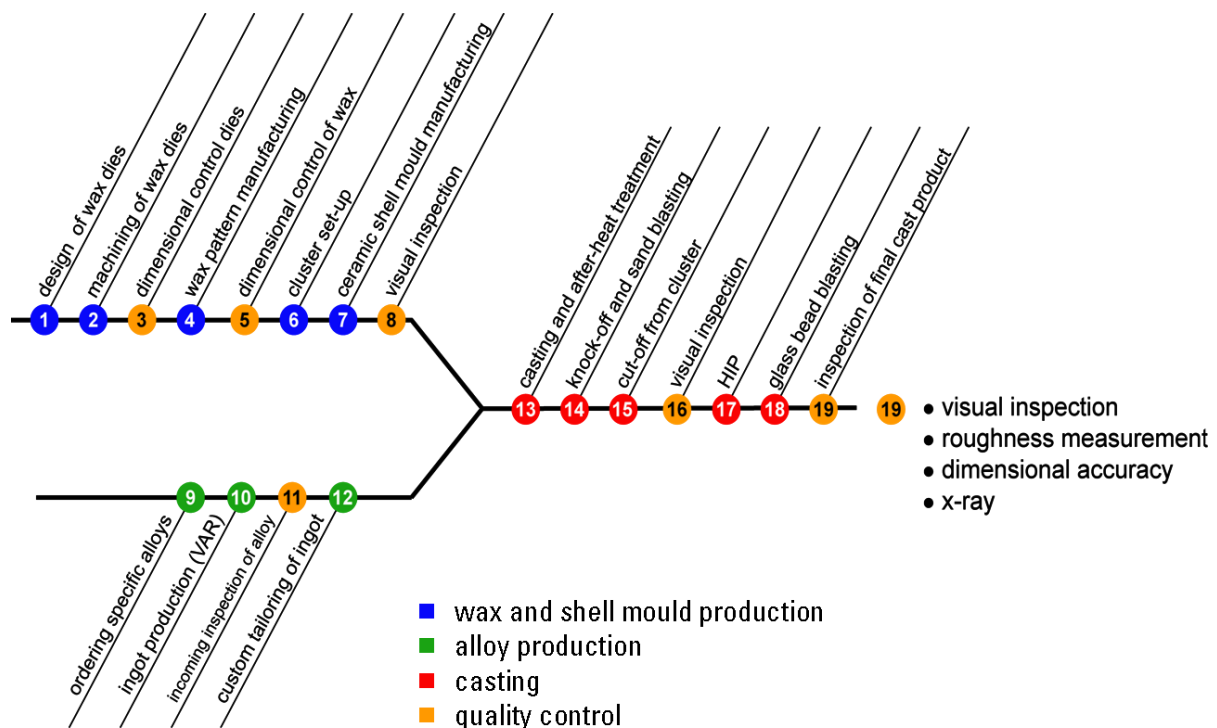 design of wax dies
machining of wax dies
dimensional control dies
wax pattern manufacturing
dimensional control of wax
cluster set-up
ceramic shell mould manufacturing
visual inspection
1 2 3 4 5 6 7 8
casting and after-heat treatment
knock-off and sand blasting
cut-off from cluster
visual inspection
HIP
glass bead blasting
inspection of final cast product
13 14 15 16 17 18 19
19
• visual inspection
• roughness measurement
• dimensional accuracy
• x-ray
9 10 11 12
ordering specific alloys
ingot production (VAR)
incoming inspection of alloy
custom tailoring of ingot
wax and shell mould production
alloy production
casting
quality control